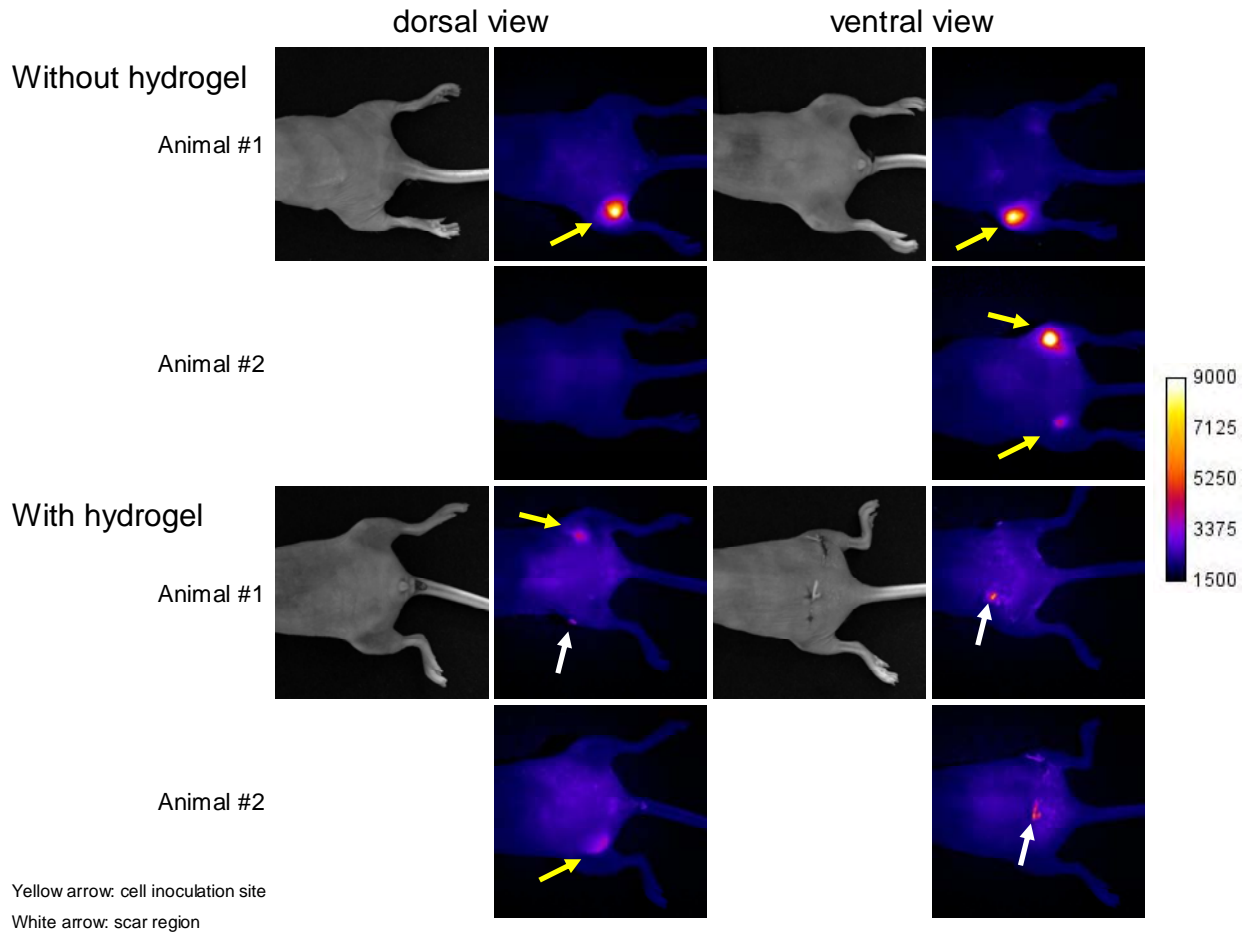 dorsal view
ventral view
Without hydrogel
Animal #1
Animal #2
9000
7125
5250
3375
1500
With hydrogel
Animal #1
Animal #2
Yellow arrow: cell inoculation site
White arrow: scar region